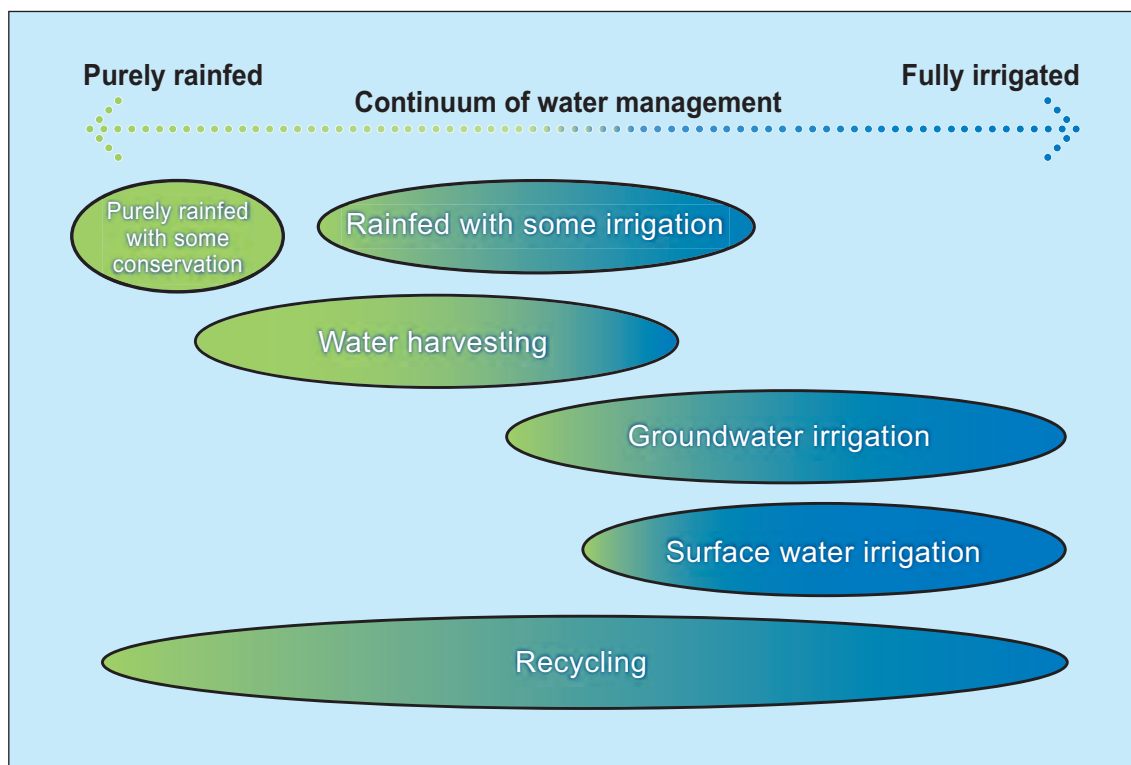 Purely rainfed
Fully irrigated
Continuum of water management
Purely rainfed
with some
conservation
Rainfed with some irrigation
Water harvesting
Groundwater irrigation
Surface water irrigation
Recycling